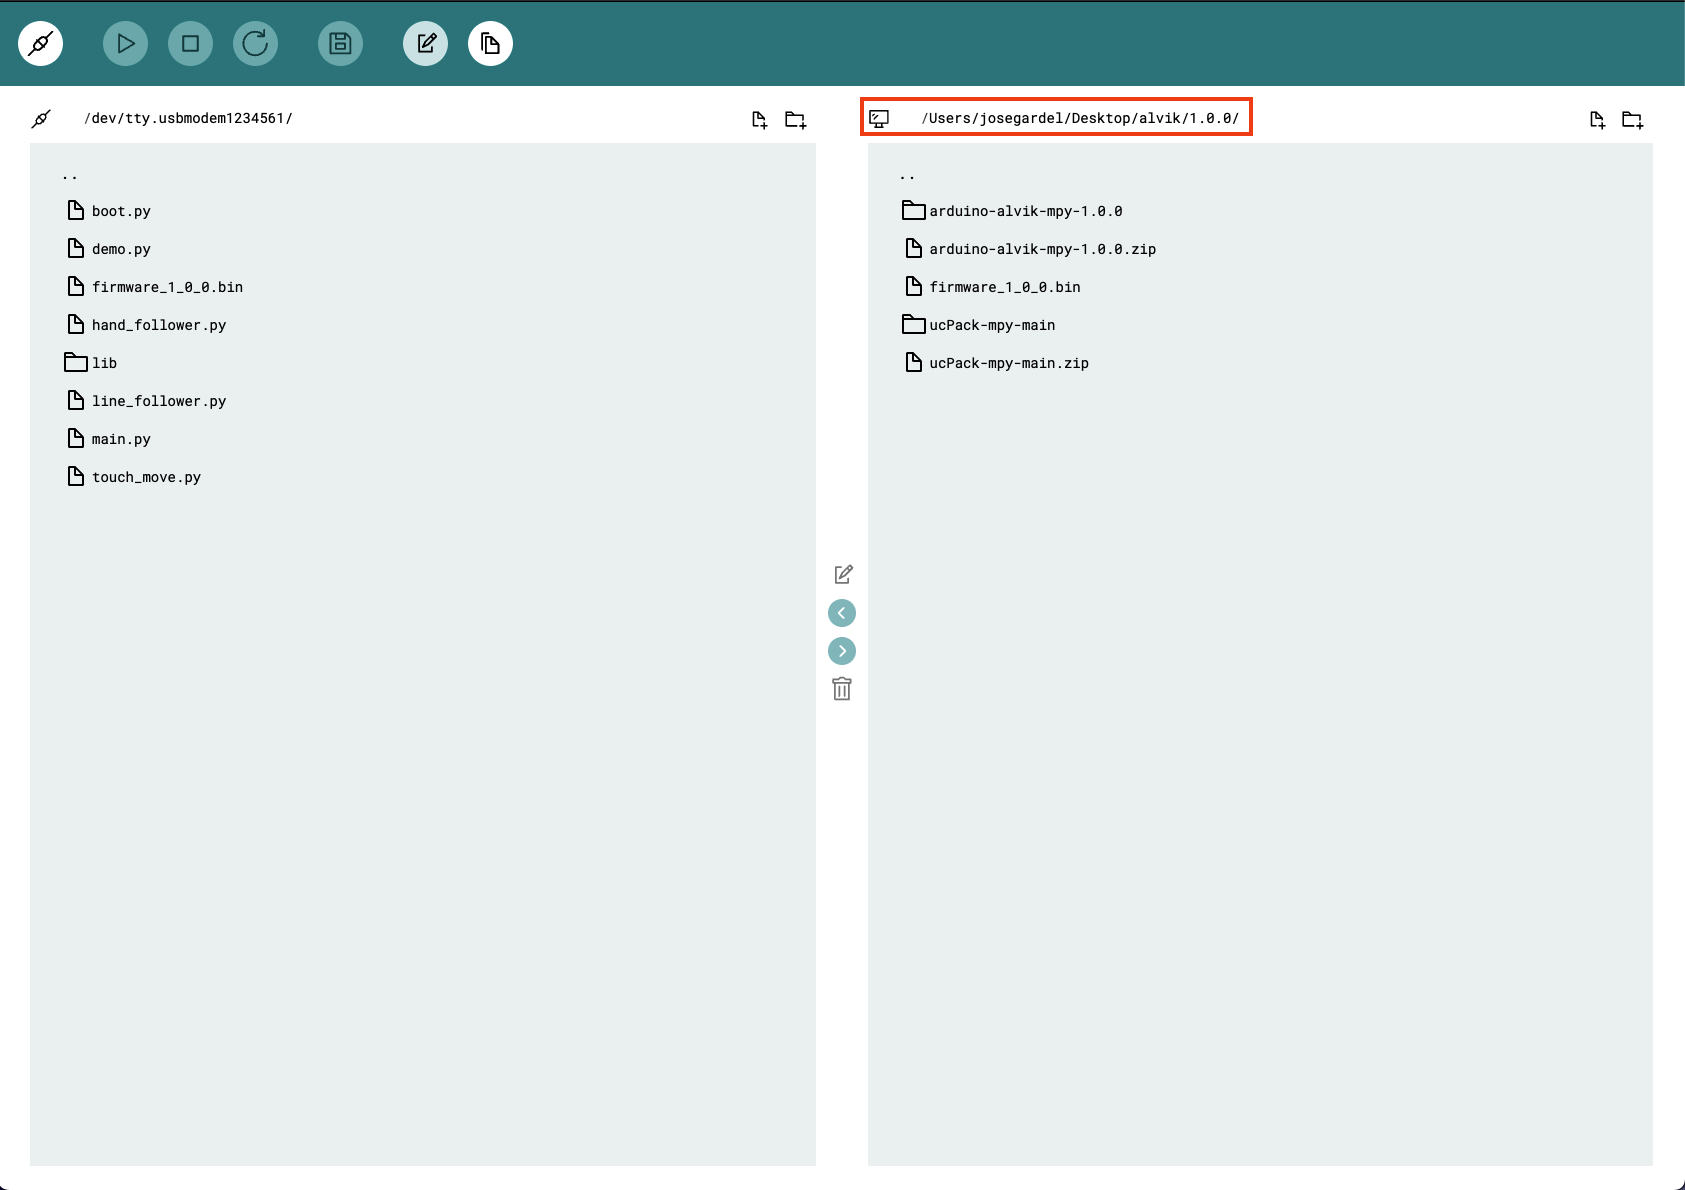 /dev/tty.usbmodem1234561/
..
boot.py
demo.py
firmware_1_0_0.bin
hand_follower.py
lib
line_follower.py
main.py
touch_move.py
/Users/josegardel/Desktop/alvik/1.0.0/
..
arduino-alvik-mpy-1.0.0
arduino-alvik-mpy-1.0.0.zip
firmware_1_0_0.bin
ucPack-mpy-main
ucPack-mpy-main.zip